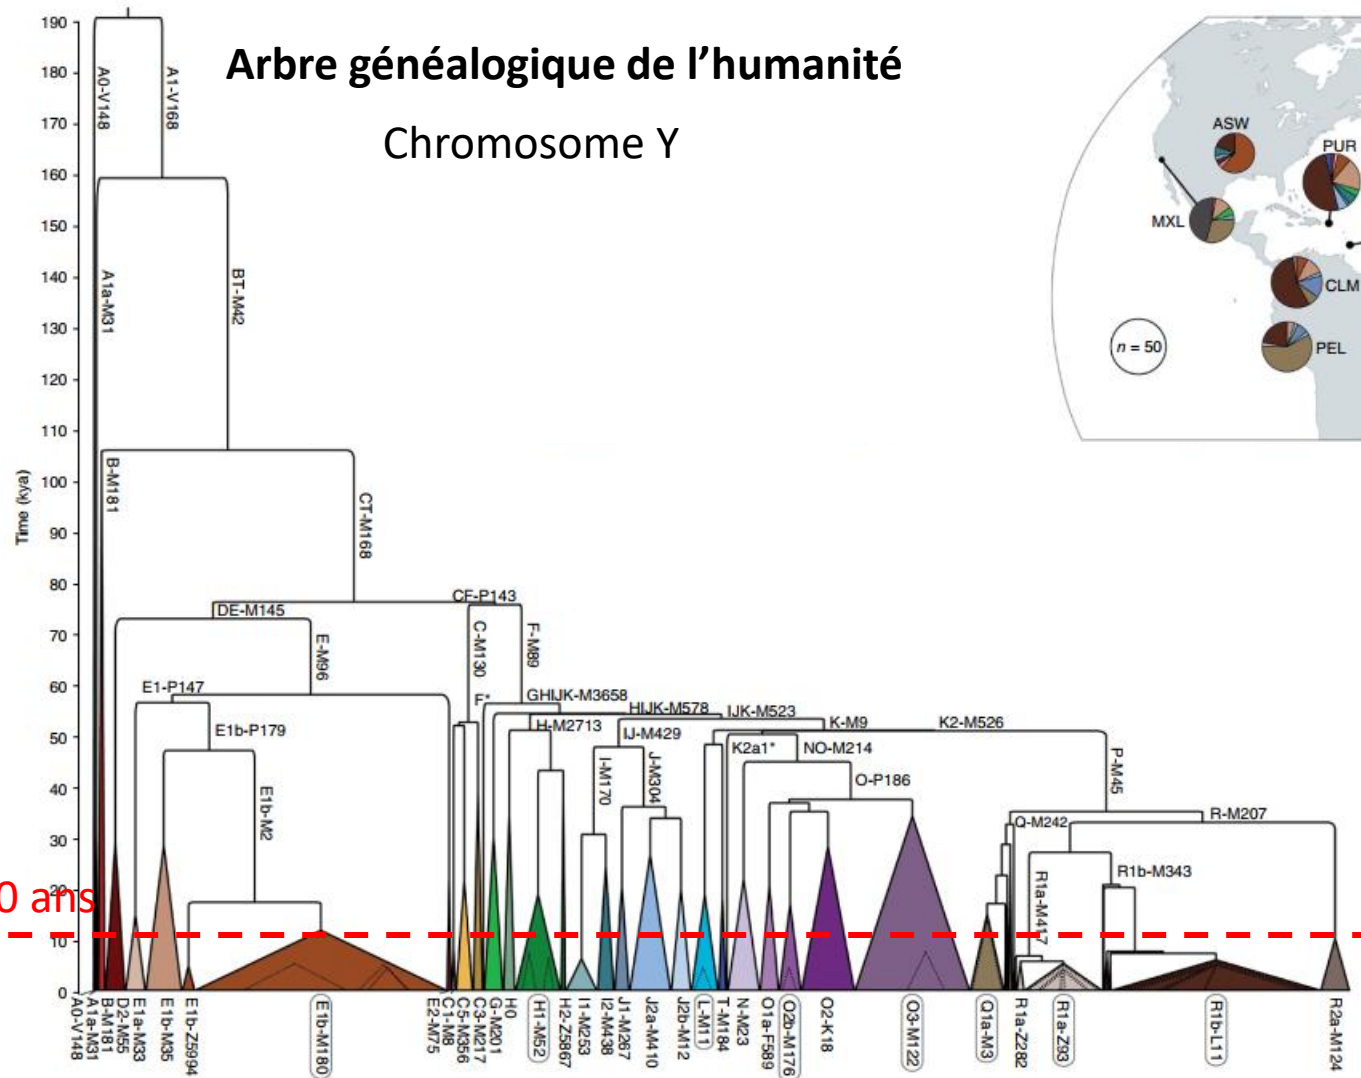 Arbre généalogique de l'humanité
Chromosome Y
Time (kya)
190
180
170
160
150
140
130
120
110
100
90
80
70
60
50
40
30
20
10
0
0 ans
A0-V148
A1-V168
A1a-M31
BT-M42
B-M181
CT-M168
DE-M145
CF-P143
E-M96
C-M130
F-M89
E1-P147
F*
GHIJK-M3658
HIJK-M578
IJK-M523
K-M9
K2-M526
E1b-P179
H-M2713
IJ-M429
K2a1*
NO-M214
P-M45
I-M170
J-M304
O-P186
E1b-M2
Q-M242
R-M207
R1a-M417
R1b-M343
A0-V148
A1a-M31
B-M181
D2-M55
E1a-M33
E1b-M35
E1b-Z5994
E1b-M180
E2-M75
C1-M8
C5-M356
C3-M217
G-M201
H0
H1-M52
H2-Z5867
I1-M253
I2-M438
J1-M267
J2a-M410
J2b-M12
L-M11
T-M184
N-M23
O1a-F589
O2b-M176
O2-K18
O3-M122
Q1a-M3
R1a-Z282
R1a-Z93
R1b-L11
R2a-M124
ASW
PUR
MXL
CLM
n = 50
PEL